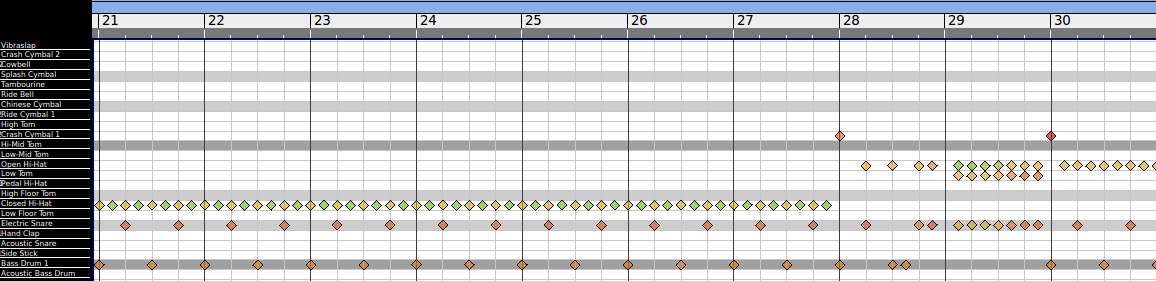 21 22 23 24 25 26 27 28 29 30
Vibraslap
Crash Cymbal 2
Cowbell
Splash Cymbal
Tambourine
Ride Bell
Chinese Cymbal
Ride Cymbal 1
High Tom
Crash Cymbal 1
Hi-Mid Tom
Low-Mid Tom
Open Hi-Hat
Low Tom
Pedal Hi-Hat
High Floor Tom
Closed Hi-Hat
Low Floor Tom
Electric Snare
Hand Clap
Acoustic Snare
Side Stick
Bass Drum 1
Acoustic Bass Drum